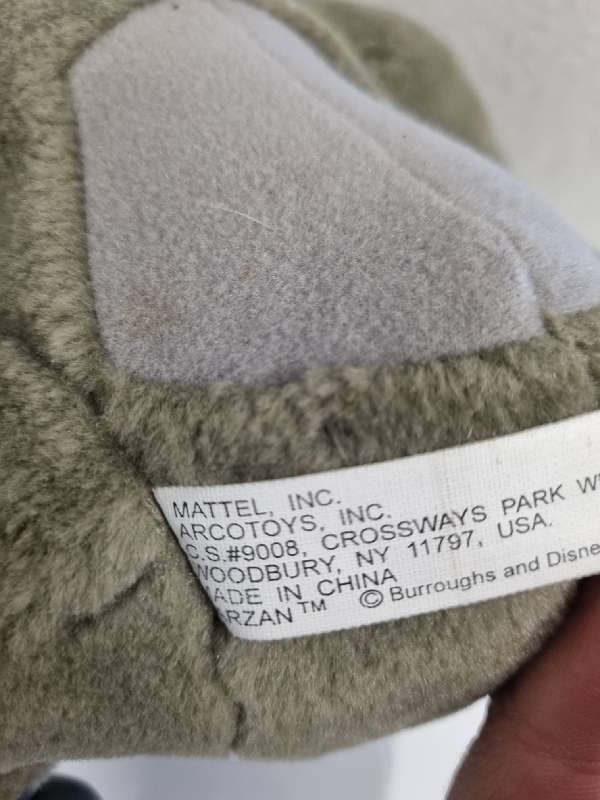 MATTEL, INC.
ARCOTOYS, INC.
C.S.#9008, CROSSWAYS PARK W
WOODBURY, NY 11797, USA.
MADE IN CHINA
ARZAN™ © Burroughs and Disne